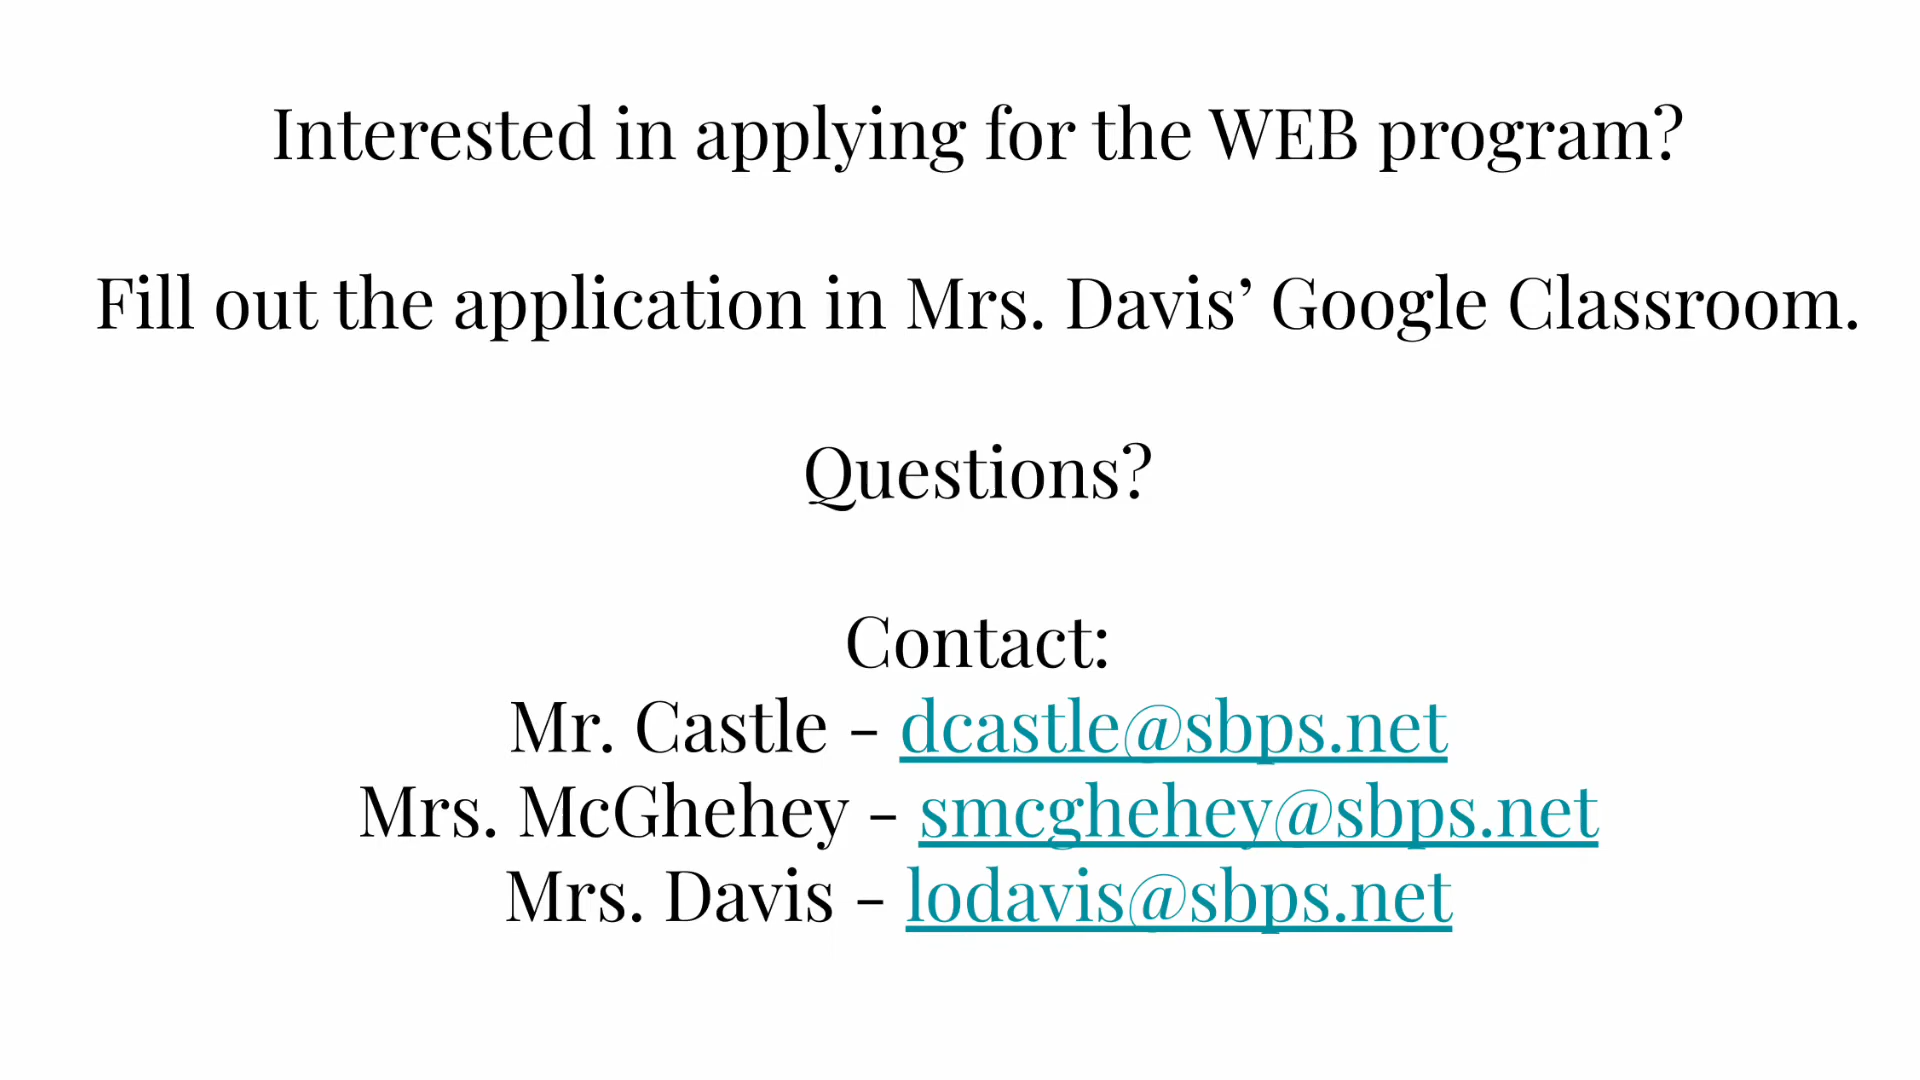 Interested in applying for the WEB program?
Fill out the application in Mrs. Davis’ Google Classroom.
Questions?
Contact:
Mr. Castle - dcastle@sbps.net
Mrs. McGhehey - smcghehey@sbps.net
Mrs. Davis - lodavis@sbps.net